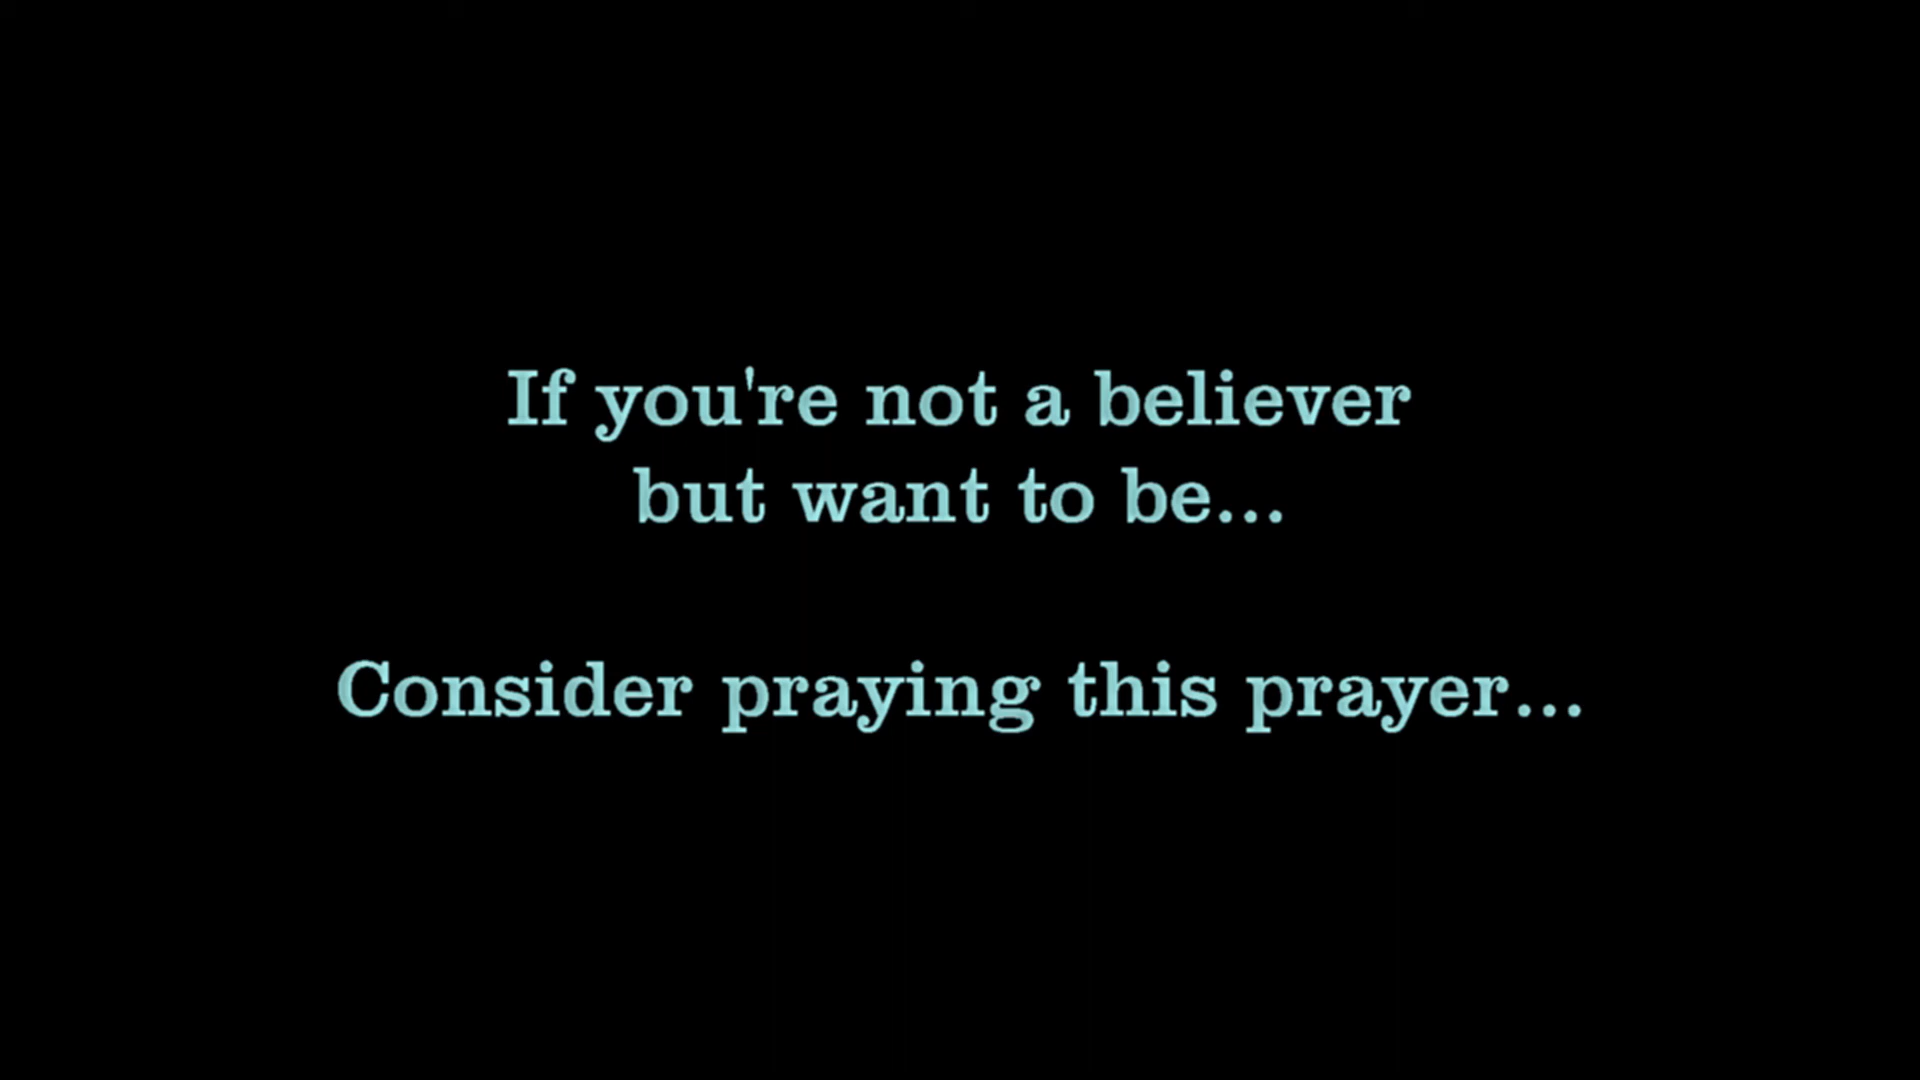 If you're not a believer
but want to be...
Consider praying this prayer...